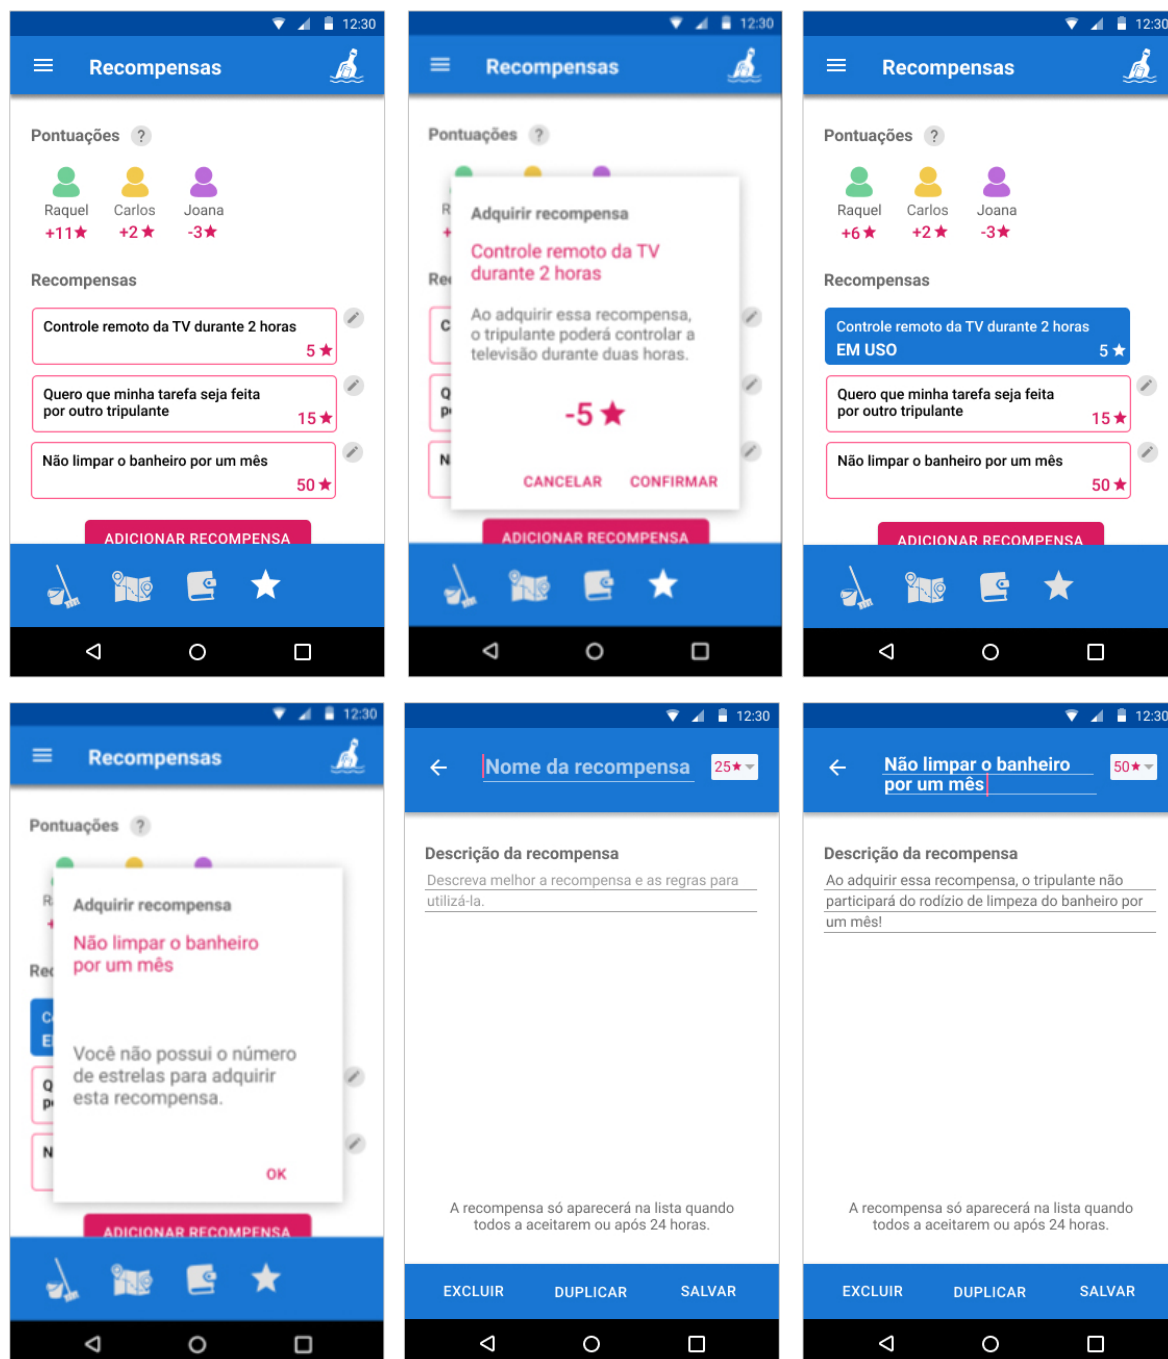 12:30
Recompensas
Pontuações ?
Raquel Carlos Joana
+11★ +2★ -3★
Recompensas
Controle remoto da TV durante 2 horas
5★
Quero que minha tarefa seja feita
por outro tripulante
15★
Não limpar o banheiro por um mês
50★
ADICIONAR RECOMPENSA
12:30
Recompensas
Pontuações ?
R
+
Re
Adquirir recompensa
Controle remoto da TV
durante 2 horas
Ao adquirir essa recompensa,
o tripulante poderá controlar a
televisão durante duas horas.
-5★
CANCELAR CONFIRMAR
C
Q
p
N
ADICIONAR RECOMPENSA
12:30
Recompensas
Pontuações ?
Raquel Carlos Joana
+6★ +2★ -3★
Recompensas
Controle remoto da TV durante 2 horas
EM USO 5★
Quero que minha tarefa seja feita
por outro tripulante
15★
Não limpar o banheiro por um mês
50★
ADICIONAR RECOMPENSA
12:30
Recompensas
Pontuações ?
R
+
Rec
Adquirir recompensa
Não limpar o banheiro
por um mês
Você não possui o número
de estrelas para adquirir
esta recompensa.
OK
C
E
Q
p
N
ADICIONAR RECOMPENSA
12:30
Nome da recompensa 25★
Descrição da recompensa
Descreva melhor a recompensa e as regras para
utilizá-la.
A recompensa só aparecerá na lista quando
todos a aceitarem ou após 24 horas.
EXCLUIR DUPLICAR SALVAR
12:30
Não limpar o banheiro
por um mês
50★
Descrição da recompensa
Ao adquirir essa recompensa, o tripulante não
participará do rodízio de limpeza do banheiro por
um mês!
A recompensa só aparecerá na lista quando
todos a aceitarem ou após 24 horas.
EXCLUIR DUPLICAR SALVAR